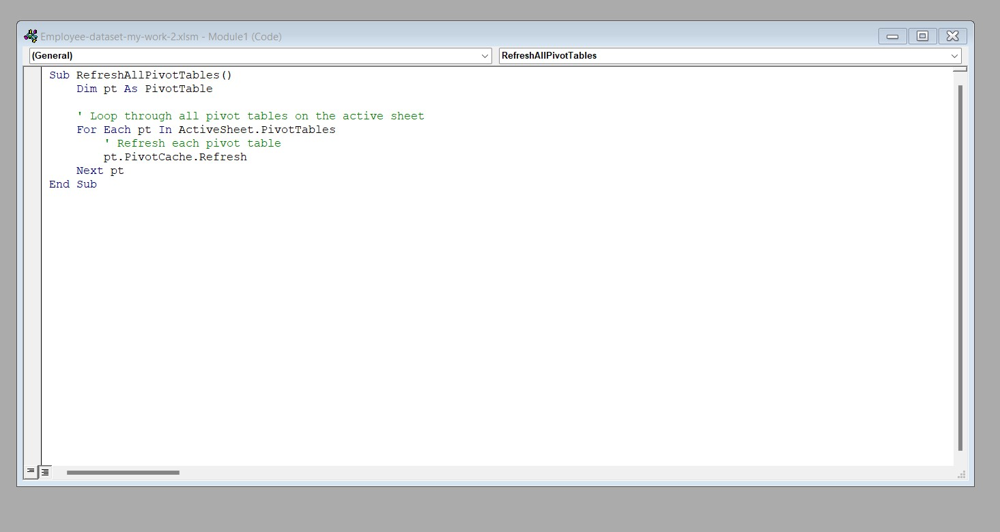 Employee-dataset-my-work-2.xlsm - Module1 (Code)
(General)
RefreshAllPivotTables
Sub RefreshAllPivotTables()
    Dim pt As PivotTable
    ' Loop through all pivot tables on the active sheet
    For Each pt In ActiveSheet.PivotTables
        ' Refresh each pivot table
        pt.PivotCache.Refresh
    Next pt
End Sub